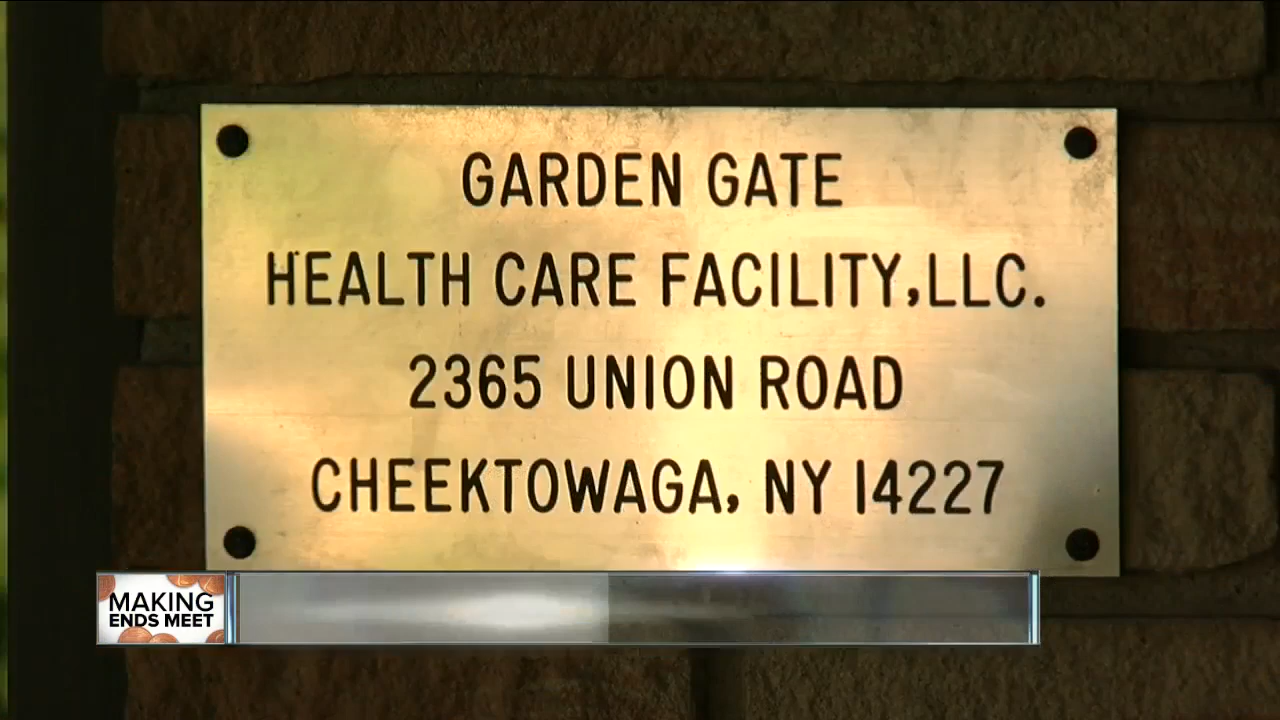 GARDEN GATE
HEALTH CARE FACILITY,LLC.
2365 UNION ROAD
CHEEKTOWAGA, NY 14227
MAKING
ENDS MEET